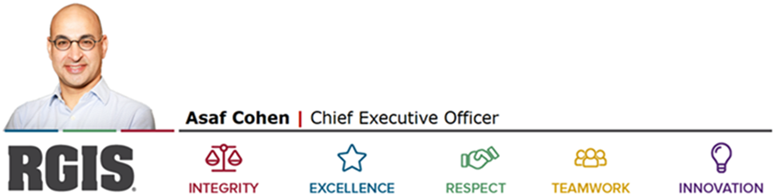 Asaf Cohen | Chief Executive Officer
RGIS®
INTEGRITY EXCELLENCE RESPECT TEAMWORK INNOVATION